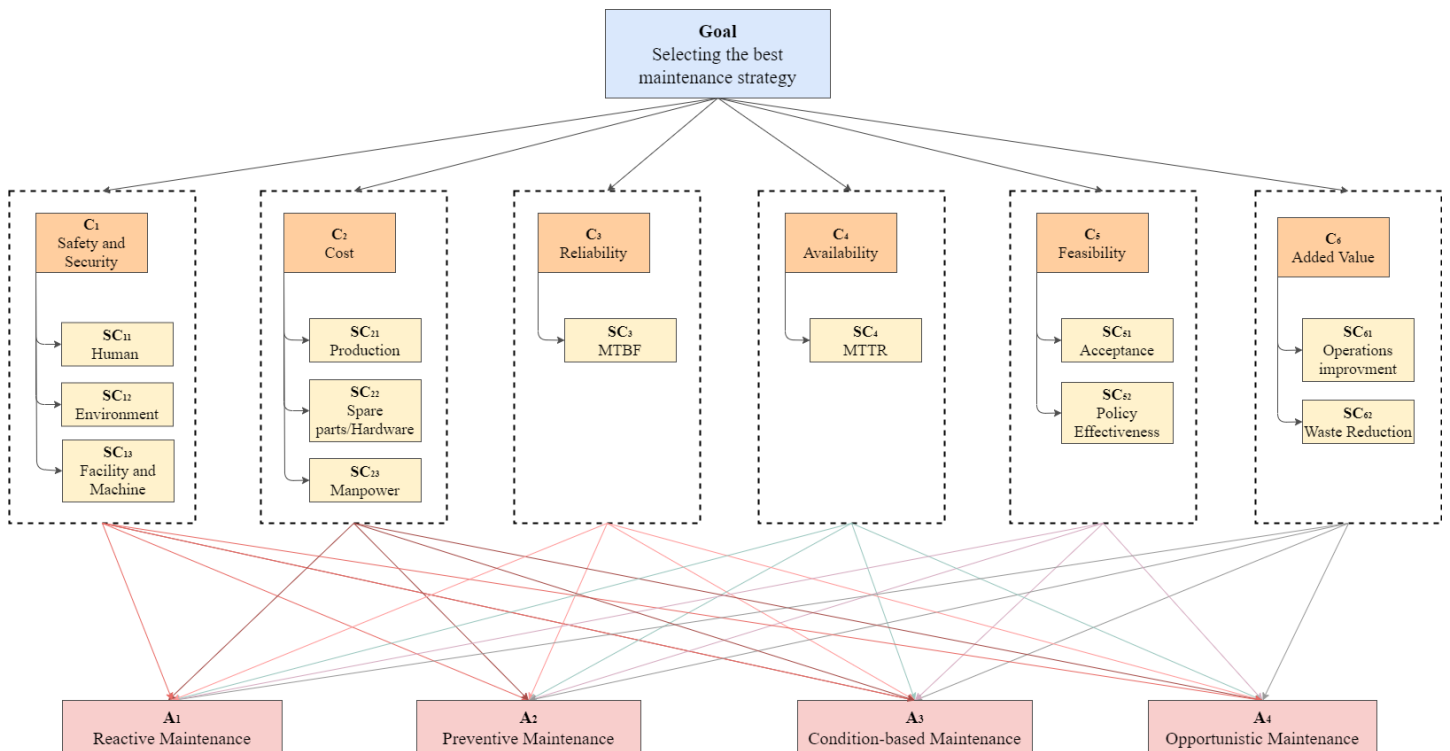 Goal
Selecting the best
maintenance strategy
C₁
Safety and
Security
C₂
Cost
C₃
Reliability
C₄
Availability
C₅
Feasibility
C₆
Added Value
SC₁₁
Human
SC₁₂
Environment
SC₁₃
Facility and
Machine
SC₂₁
Production
SC₂₂
Spare
parts/Hardware
SC₂₃
Manpower
SC₃
MTBF
SC₄
MTTR
SC₅₁
Acceptance
SC₅₂
Policy
Effectiveness
SC₆₁
Operations
improvment
SC₆₂
Waste Reduction
A₁
Reactive Maintenance
A₂
Preventive Maintenance
A₃
Condition-based Maintenance
A₄
Opportunistic Maintenance